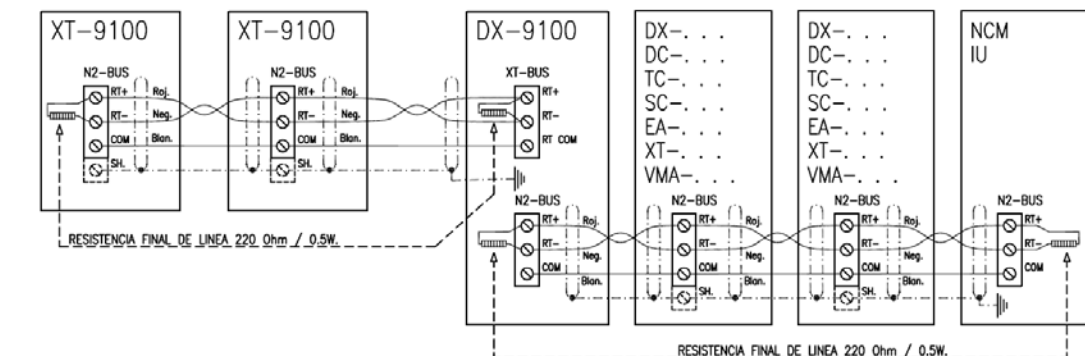 XT-9100
N2-BUS
RT+ Roj.
RT- Neg.
COM Blan.
SH.
XT-9100
N2-BUS
RT+ Roj.
RT- Neg.
COM Blan.
SH.
DX-9100
XT-BUS
RT+
RT-
RT COM
RESISTENCIA FINAL DE LINEA 220 Ohm / 0.5W.
N2-BUS
RT+ Roj.
RT- Neg.
COM Blan.
DX-. . .
DC-. . .
TC-. . .
SC-. . .
EA-. . .
XT-. . .
VMA-. . .
N2-BUS
RT+ Roj.
RT- Neg.
COM Blan.
SH.
DX-. . .
DC-. . .
TC-. . .
SC-. . .
EA-. . .
XT-. . .
VMA-. . .
N2-BUS
RT+ Roj.
RT- Neg.
COM Blan.
SH.
NCM
IU
N2-BUS
RT+
RT-
COM
RESISTENCIA FINAL DE LINEA 220 Ohm / 0.5W.